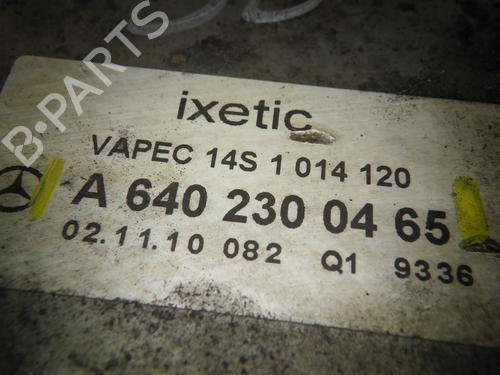 B-PARTS
ixetic
VAPEC 14S 1 014 120
A 640 230 04 65
02.11.10 082 Q1 9336